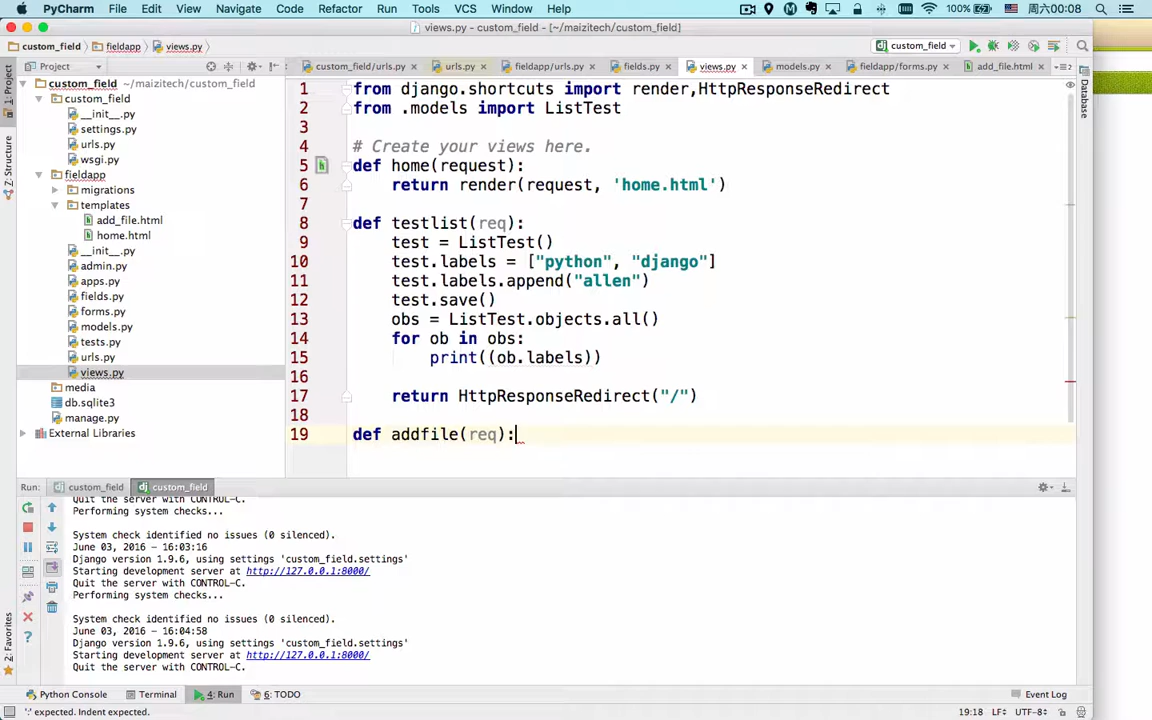 PyCharm File Edit View Navigate Code Refactor Run Tools VCS Window Help 100% 周六00:08
views.py - custom_field - [~/maizitech/custom_field]
custom_field fieldapp views.py custom_field
Project custom_field/urls.py urls.py fieldapp/urls.py fields.py views.py models.py fieldapp/forms.py add_file.html
1: Project
Z: Structure
2: Favorites
Database
custom_field ~/maizitech/custom_field
custom_field
__init__.py
settings.py
urls.py
wsgi.py
fieldapp
migrations
templates
add_file.html
home.html
__init__.py
admin.py
apps.py
fields.py
forms.py
models.py
tests.py
urls.py
views.py
media
db.sqlite3
manage.py
External Libraries
1 from django.shortcuts import render,HttpResponseRedirect
2 from .models import ListTest
3
4 # Create your views here.
5 def home(request):
6 return render(request, 'home.html')
7
8 def testlist(req):
9 test = ListTest()
10 test.labels = ["python", "django"]
11 test.labels.append("allen")
12 test.save()
13 obs = ListTest.objects.all()
14 for ob in obs:
15 print((ob.labels))
16
17 return HttpResponseRedirect("/")
18
19 def addfile(req):
Run: custom_field custom_field
Quit the server with CONTROL-C.
Performing system checks...
System check identified no issues (0 silenced).
June 03, 2016 - 16:03:16
Django version 1.9.6, using settings 'custom_field.settings'
Starting development server at http://127.0.0.1:8000/
Quit the server with CONTROL-C.
Performing system checks...
System check identified no issues (0 silenced).
June 03, 2016 - 16:04:58
Django version 1.9.6, using settings 'custom_field.settings'
Starting development server at http://127.0.0.1:8000/
Quit the server with CONTROL-C.
Python Console Terminal 4: Run 6: TODO Event Log
':' expected. Indent expected. 19:18 LF UTF-8